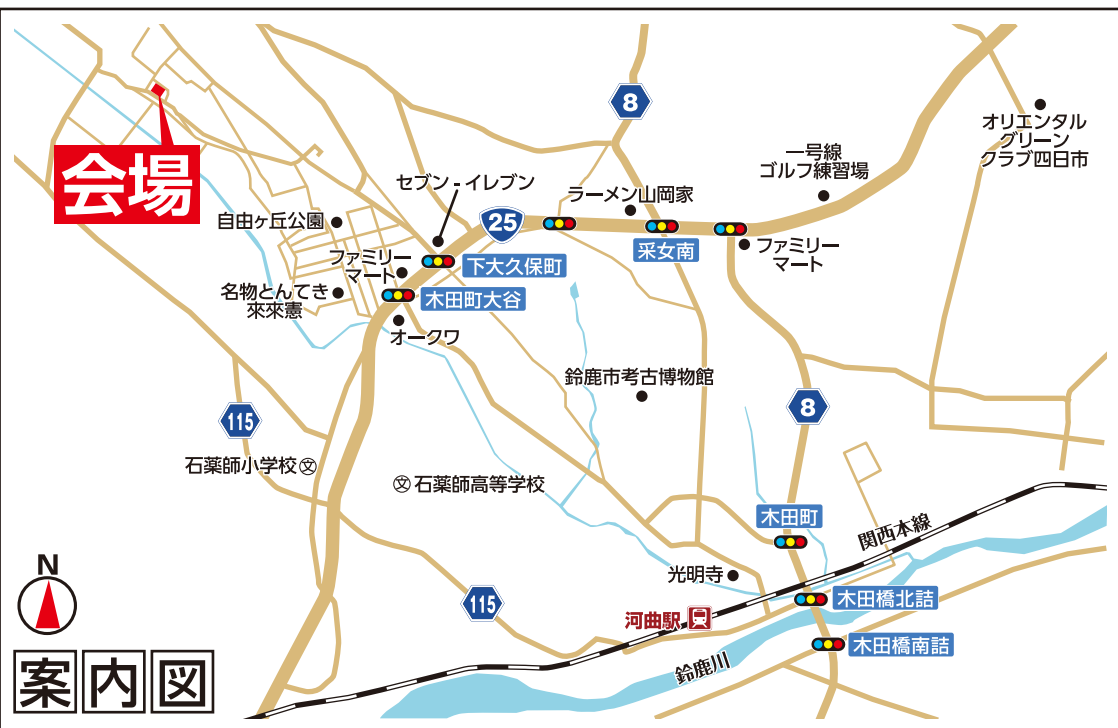 会場
8
オリエンタル
グリーン
クラブ四日市
一号線
ゴルフ練習場
セブン-イレブン
ラーメン山岡家
自由ヶ丘公園
25
采女南
ファミリー
マート
ファミリー
マート
下大久保町
名物とんてき
來來憲
木田町大谷
オークワ
鈴鹿市考古博物館
8
115
石薬師小学校
文
文
石薬師高等学校
木田町
関西本線
光明寺
木田橋北詰
115
河曲駅
木田橋南詰
鈴鹿川
N
案内図